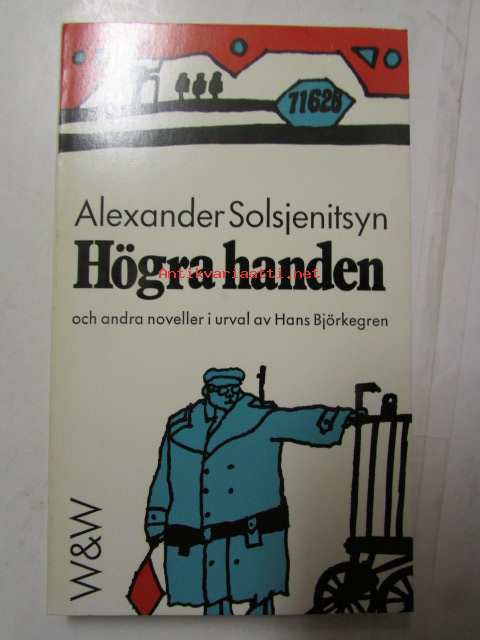 71628
Alexander Solsjenitsyn
Högra handen
Antikvariaatti.net
och andra noveller i urval av Hans Björkegren
W&W